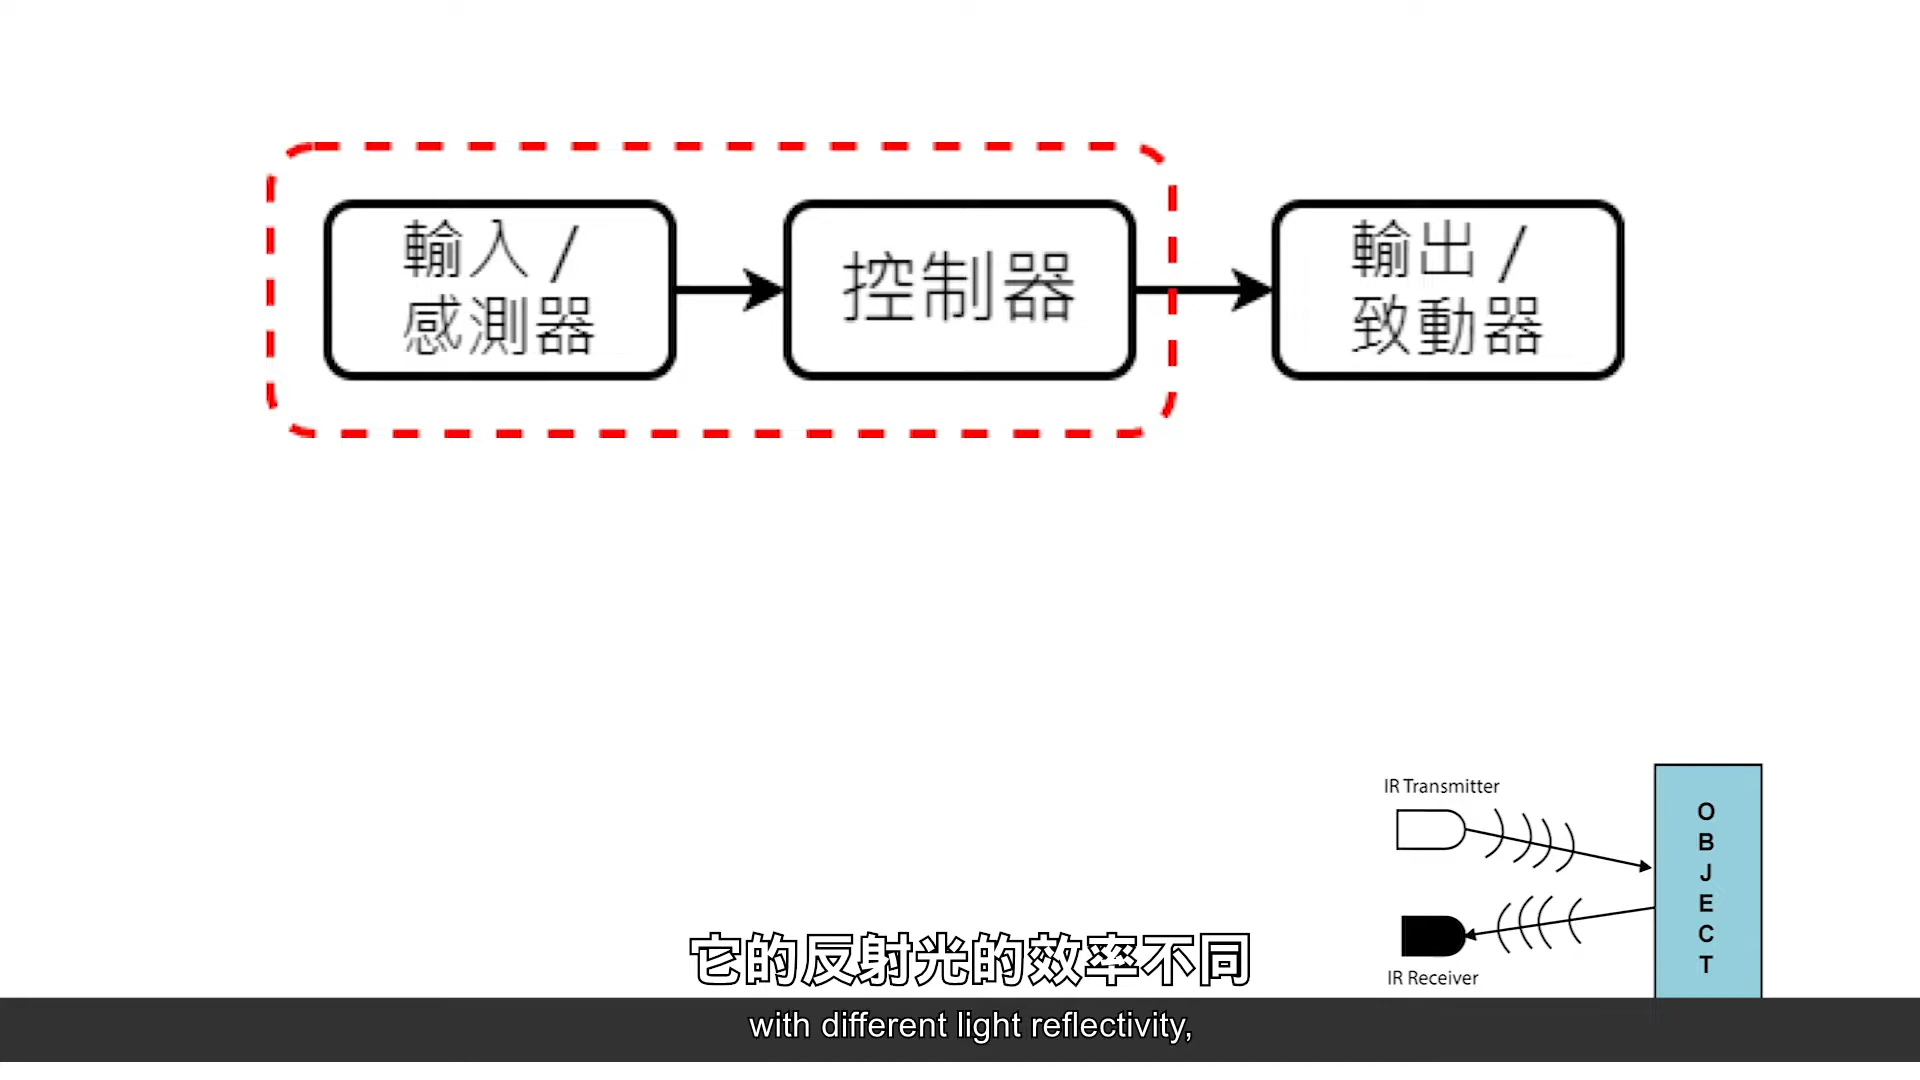 輸入 /
感測器
控制器
輸出 /
致動器
IR Transmitter
OBJECT
IR Receiver
它的反射光的效率不同
with different light reflectivity,